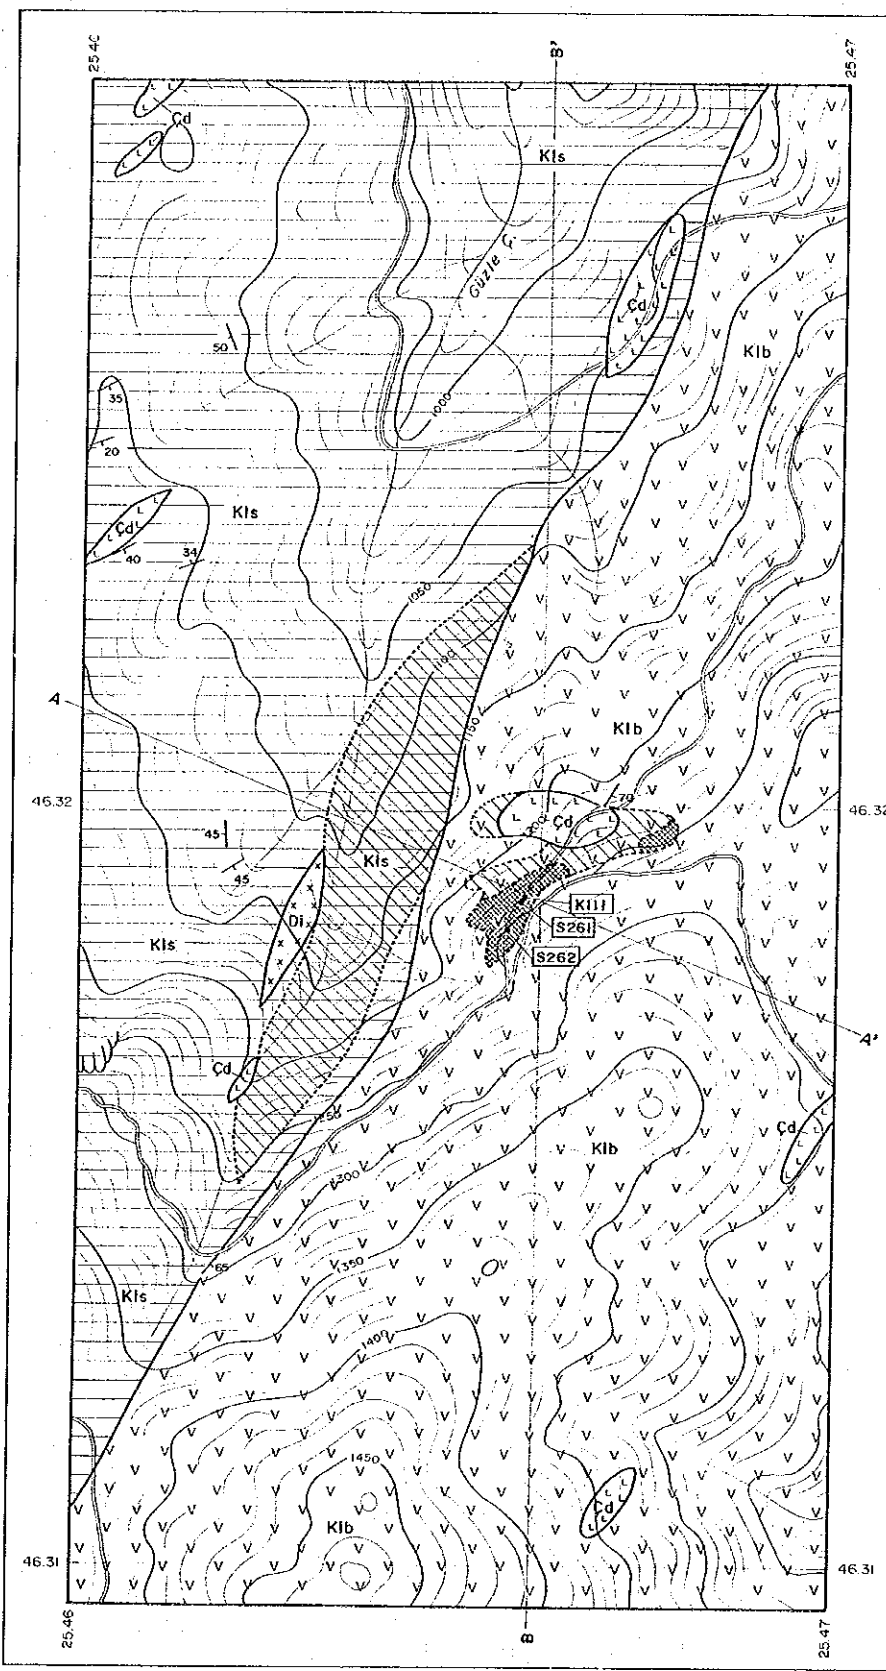 25.40
B'
25.47
Çd
Kls
Güzle Ç.
Çd
50
Klb
35
1000
20
Kls
Çd
40
34
1050
1100
A
1150
Klb
46.32
70
46.32
Çd
45
Kls
45
K111
Di
S261
Kls
S262
A'
Çd
Çd
Klb
1300
65
1350
Kls
1400
1450
Çd
Klb
46.31
46.31
25.46
B
25.47